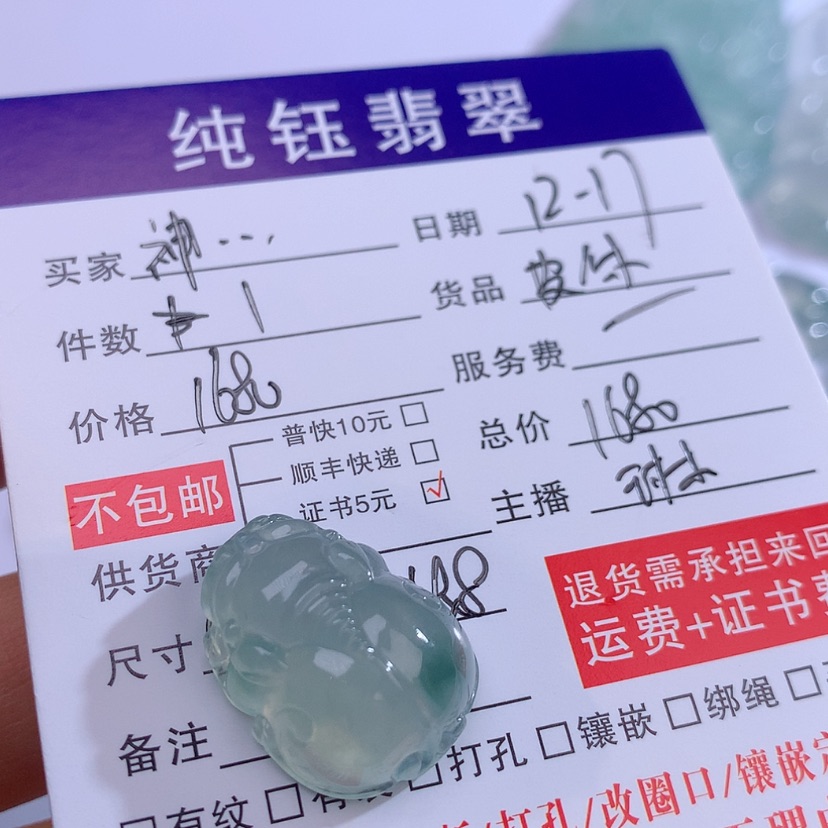 纯钰翡翠
买家 神... 日期 12-17
件数 1 货品
价格 1680 服务费
普快10元 总价 1680
不包邮 顺丰快递
证书5元 主播
供货商 退货需承担来回
运费+证书费
尺寸
备注
有纹 打孔 镶嵌 绑绳
打孔/改圈口/镶嵌